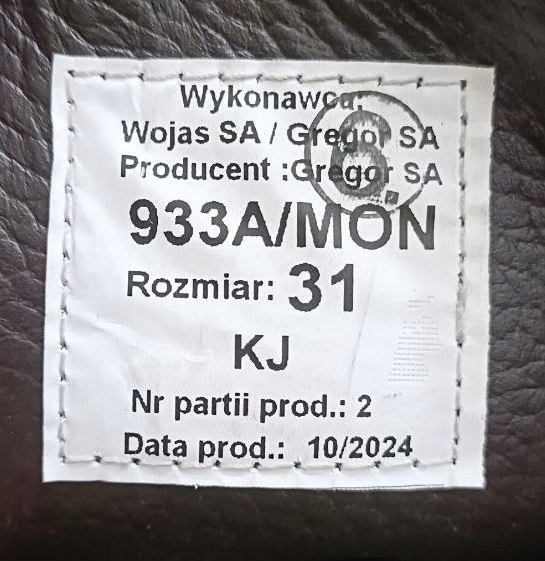 Wykonawca:
Wojas SA / Gregor SA
Producent :Gregor SA
8.
933A/MON
Rozmiar: 31
KJ
Nr partii prod.: 2
Data prod.: 10/2024